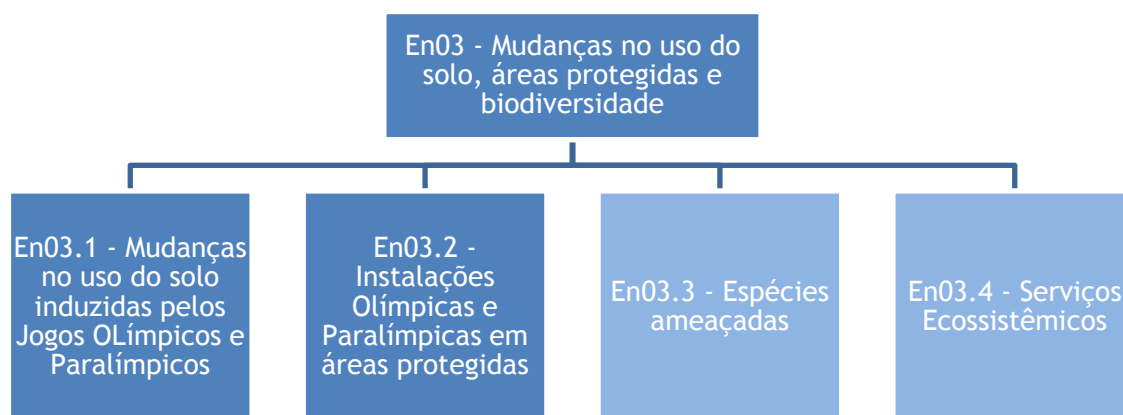 En03 - Mudanças no uso do
solo, áreas protegidas e
biodiversidade
En03.1 - Mudanças
no uso do solo
induzidas pelos
Jogos OLímpicos e
Paralímpicos
En03.2 -
Instalações
Olímpicas e
Paralímpicas em
áreas protegidas
En03.3 - Espécies
ameaçadas
En03.4 - Serviços
Ecossistêmicos